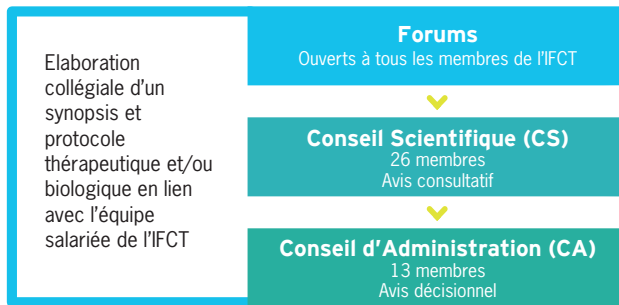 Elaboration
collégiale d'un
synopsis et
protocole
thérapeutique et/ou
biologique en lien
avec l'équipe
salariée de l'IFCT
Forums
Ouverts à tous les membres de l'IFCT
Conseil Scientifique (CS)
26 membres
Avis consultatif
Conseil d'Administration (CA)
13 membres
Avis décisionnel